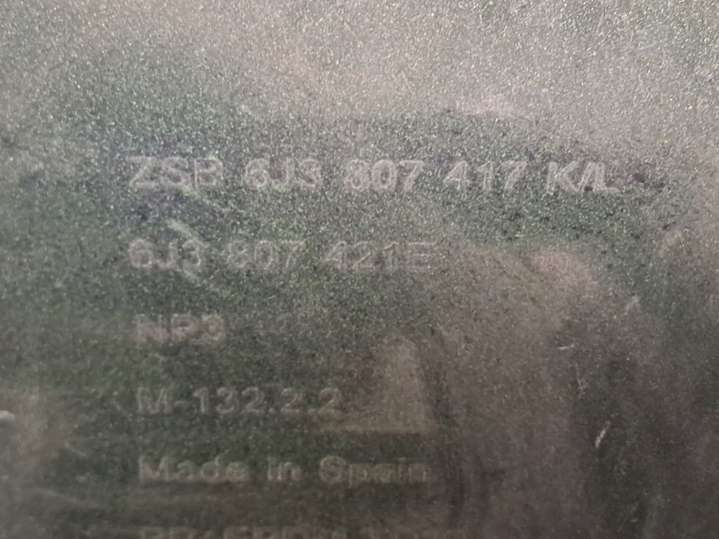 ZSB 6J3 807 417 K/L
6J3 807 421E
NP3
M-132.2.2
Made in Spain